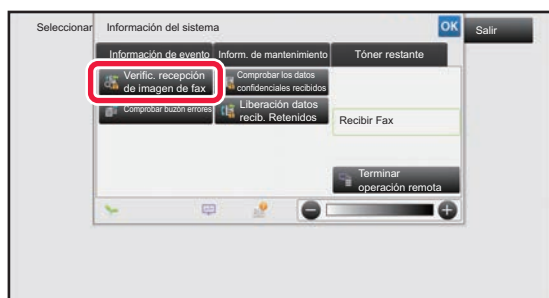 Seleccionar
Información del sistema
OK
Salir
Información de evento
Inform. de mantenimiento
Tóner restante
Verific. recepción
de imagen de fax
Comprobar los datos
confidenciales recibidos
Comprobar buzón errores
Liberación datos
recib. Retenidos
Recibir Fax
Terminar
operación remota